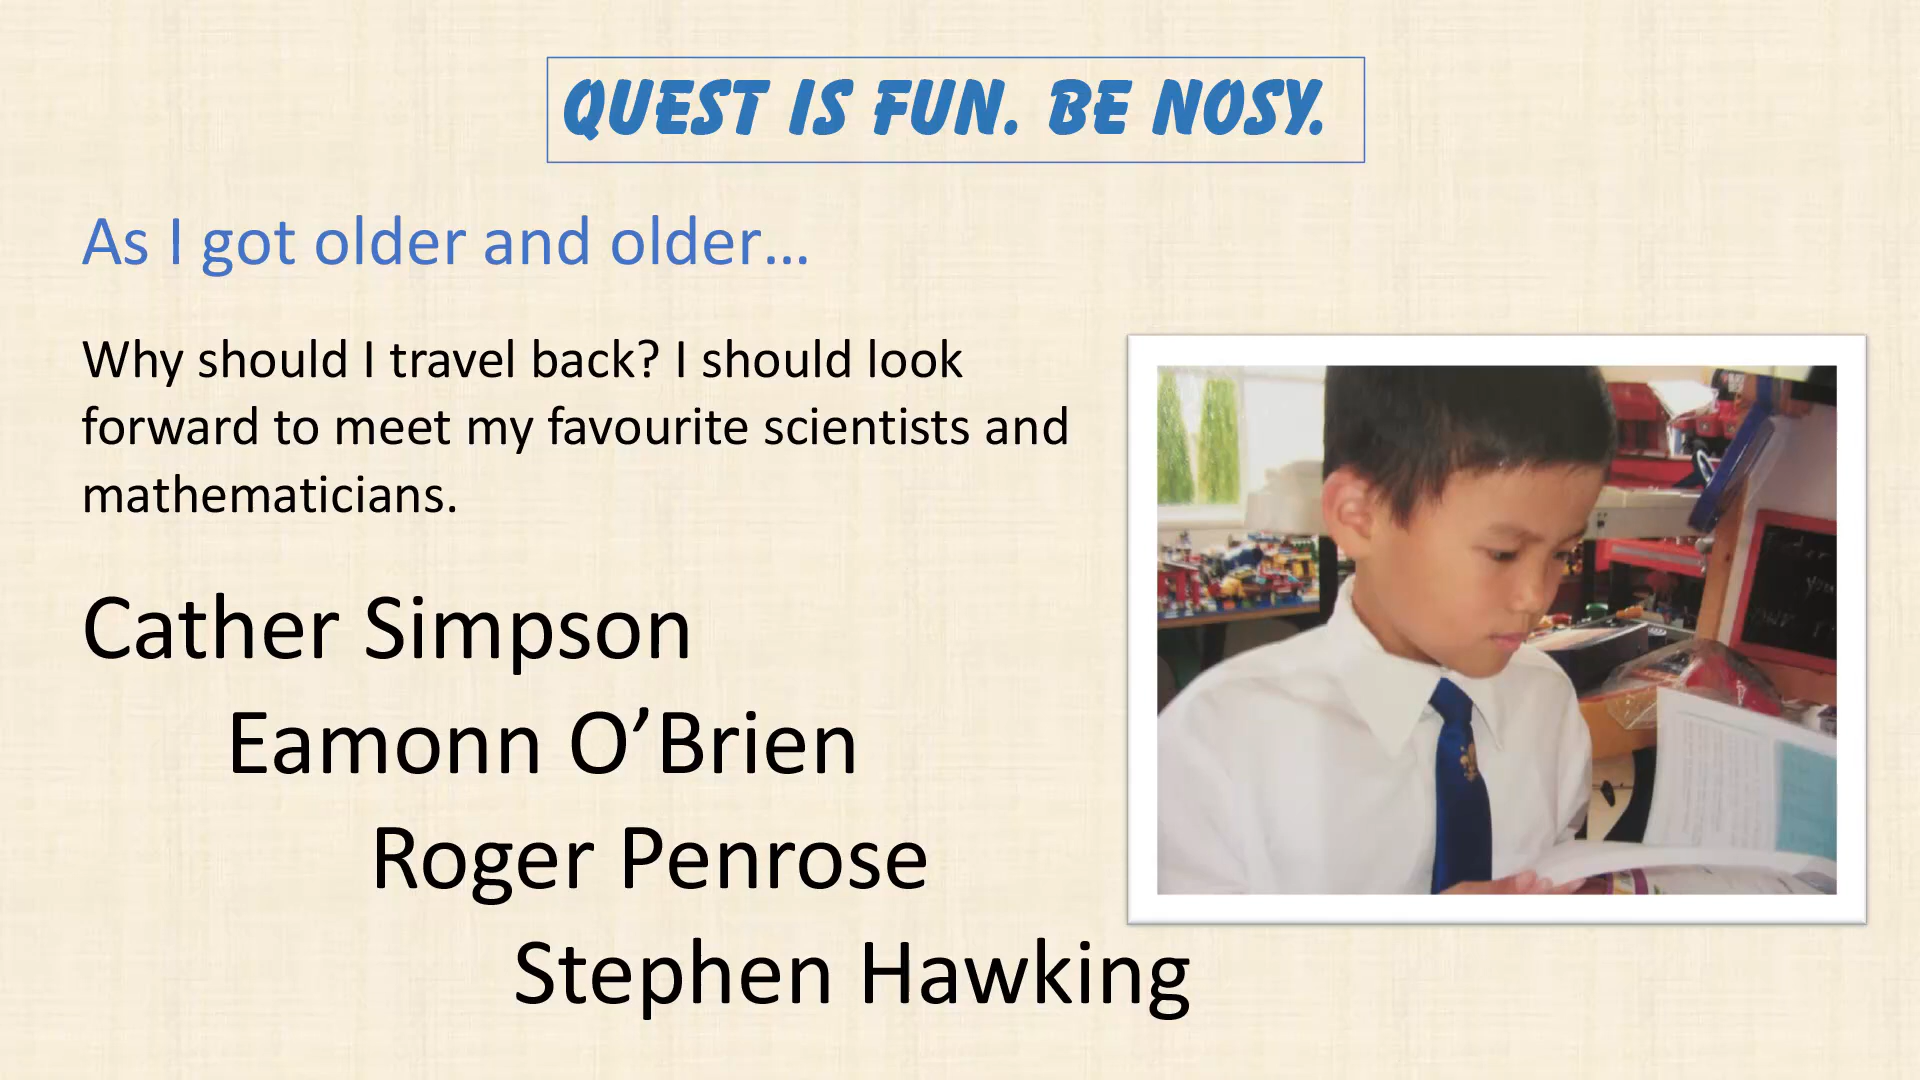 QUEST IS FUN. BE NOSY.
As I got older and older...
Why should I travel back? I should look
forward to meet my favourite scientists and
mathematicians.
Cather Simpson
Eamonn O’Brien
Roger Penrose
Stephen Hawking